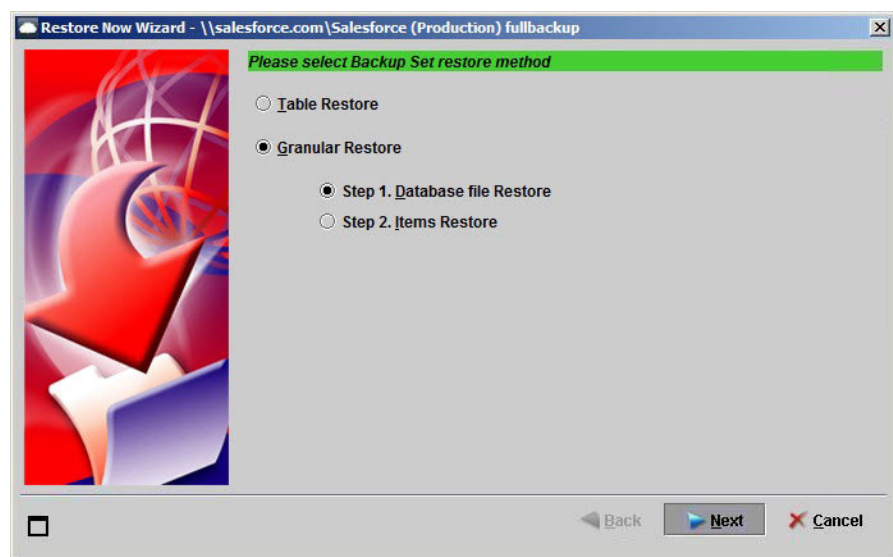 Restore Now Wizard - \\salesforce.com\Salesforce (Production) fullbackup
Please select Backup Set restore method
Table Restore
Granular Restore
Step 1. Database file Restore
Step 2. Items Restore
Back
Next
Cancel